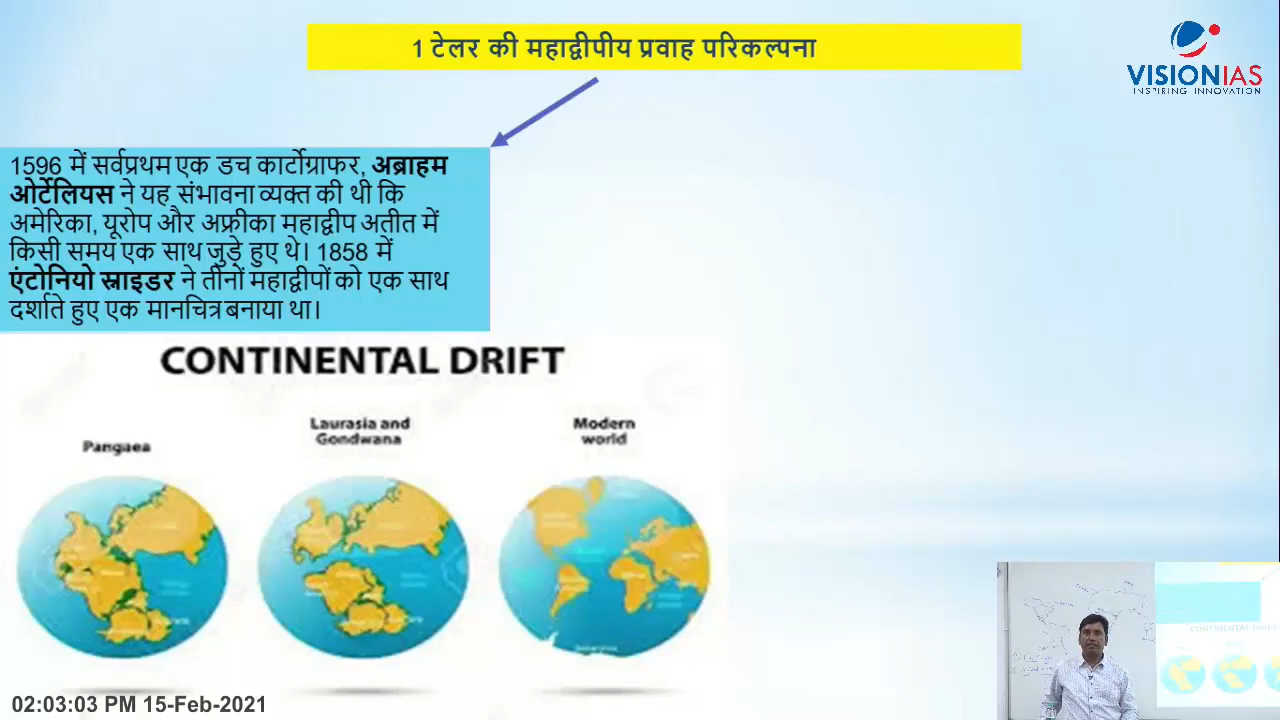 1 टेलर की महाद्वीपीय प्रवाह परिकल्पना
VISIONIAS
INSPIRING INNOVATION
1596 में सर्वप्रथम एक डच कार्टोग्राफर, अब्राहम
ओर्टेलियस ने यह संभावना व्यक्त की थी कि
अमेरिका, यूरोप और अफ्रीका महाद्वीप अतीत में
किसी समय एक साथ जुड़े हुए थे। 1858 में
एंटोनियो स्नाइडर ने तीनों महाद्वीपों को एक साथ
दर्शाते हुए एक मानचित्र बनाया था।
CONTINENTAL DRIFT
Pangaea
Laurasia and
Gondwana
Modern
world
CONTINENTAL DRIFT
02:03:03 PM 15-Feb-2021